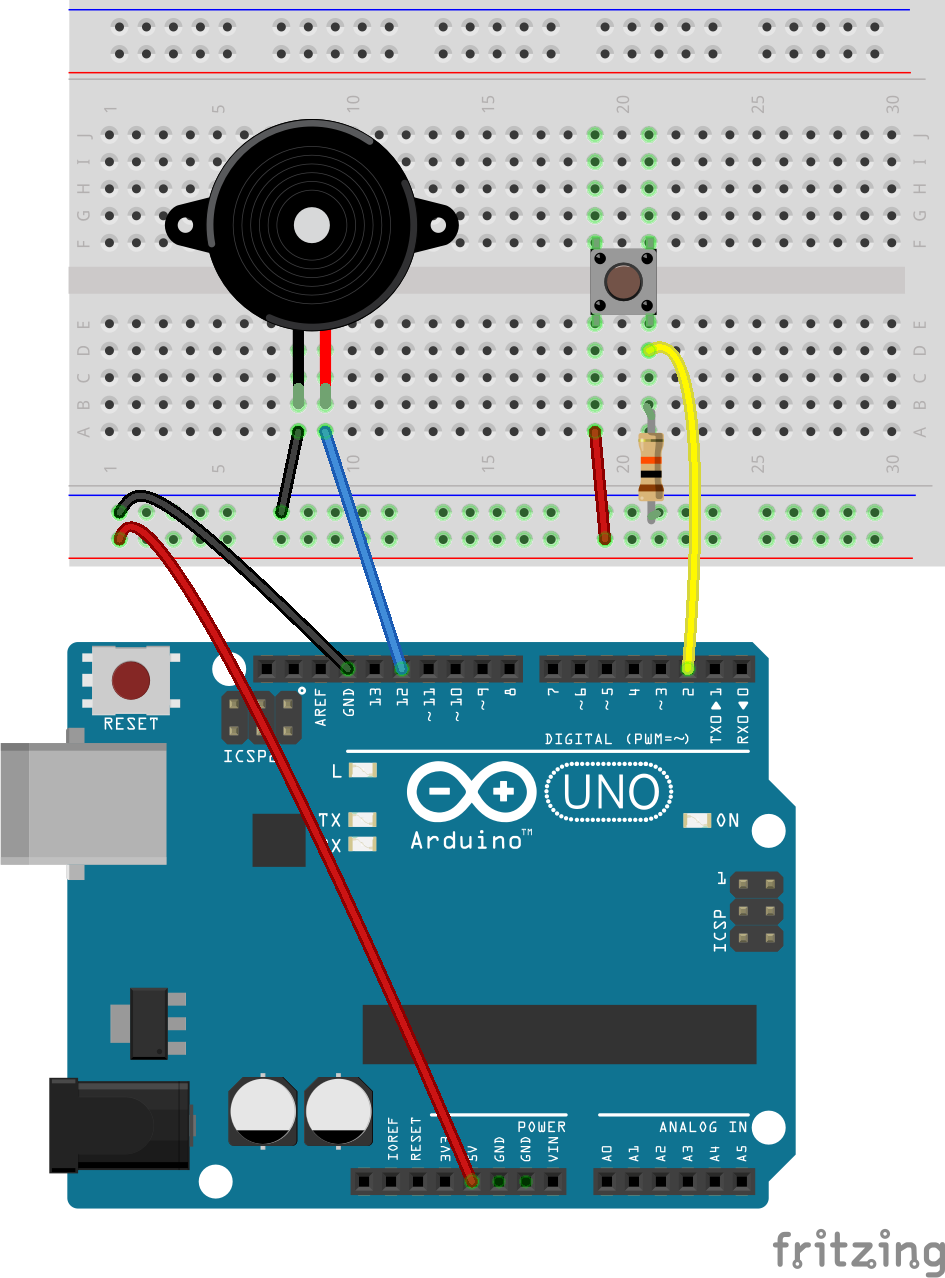 1 5 10 15 20 25 30
J J
I I
H H
G G
F F
E E
D D
C C
B B
A A
1 5 10 15 20 25 30
RESET
AREF
GND
13
12
~11
~10
~9
8
7
~6
~5
4
~3
2
TX0▶1
RX0◀0
ICSP2
DIGITAL (PWM=~)
L
TX
X
UNO
Arduino™
ON
1
ICSP
IOREF
RESET
3V3
5V
GND
GND
VIN
POWER
A0
A1
A2
A3
A4
A5
ANALOG IN
fritzing